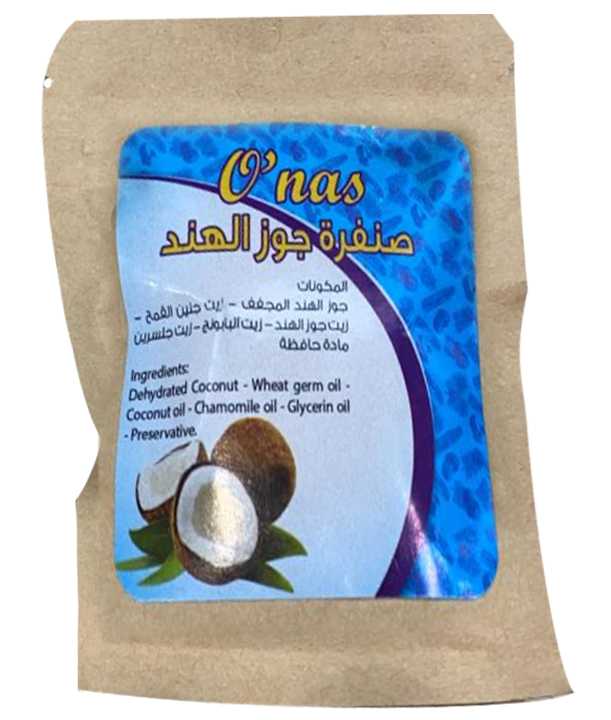 O'nas
صنفرة جوز الهند
المكونات
جوز الهند المجفف - زيت جنين القمح -
زيت جوز الهند - زيت البابونج - زيت جلسرين
مادة حافظة
Ingredients:
Dehydrated Coconut - Wheat germ oil -
Coconut oil - Chamomile oil - Glycerin oil
- Preservative.